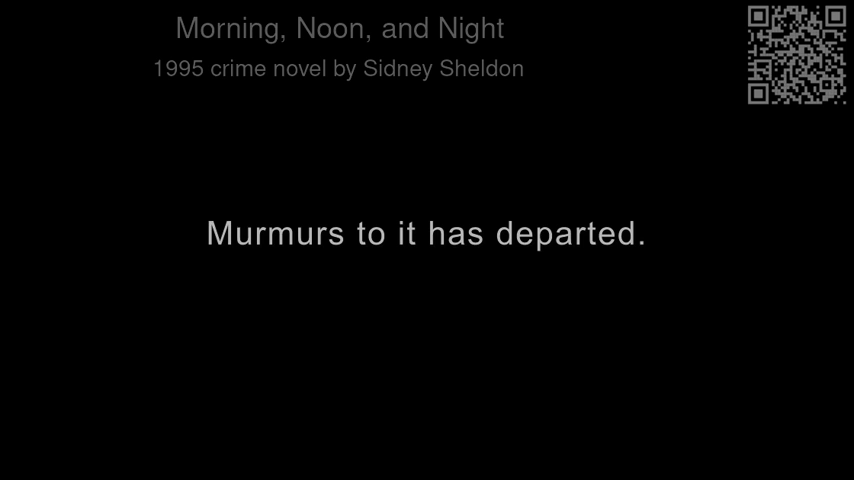 Morning, Noon, and Night
1995 crime novel by Sidney Sheldon
Murmurs to it has departed.